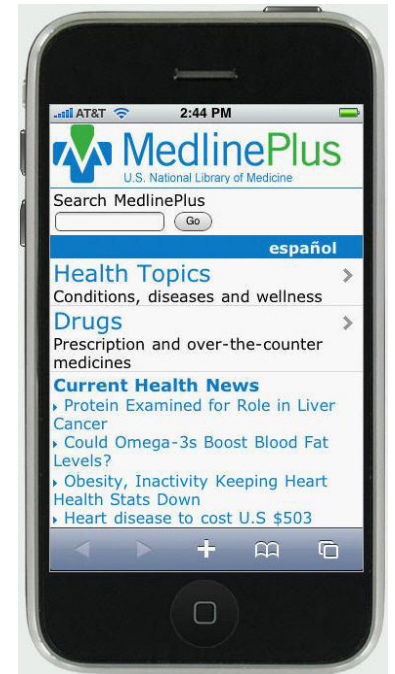 AT&T 2:44 PM
MedlinePlus
U.S. National Library of Medicine
Search MedlinePlus
Go
español
Health Topics
Conditions, diseases and wellness
Drugs
Prescription and over-the-counter
medicines
Current Health News
Protein Examined for Role in Liver
Cancer
Could Omega-3s Boost Blood Fat
Levels?
Obesity, Inactivity Keeping Heart
Health Stats Down
Heart disease to cost U.S $503